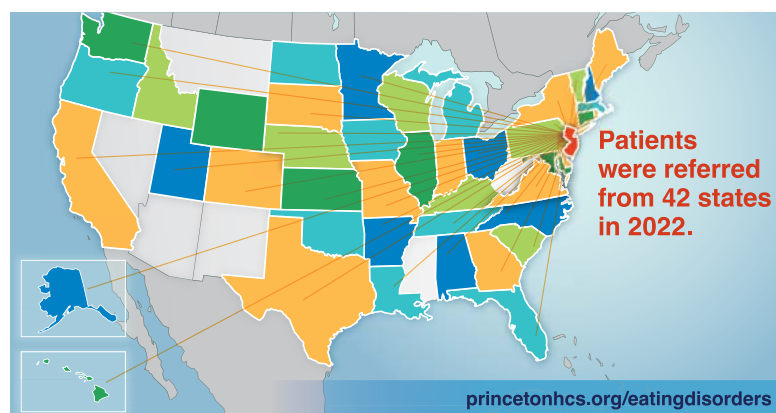 Patients
were referred
from 42 states
in 2022.
princetonhcs.org/eatingdisorders